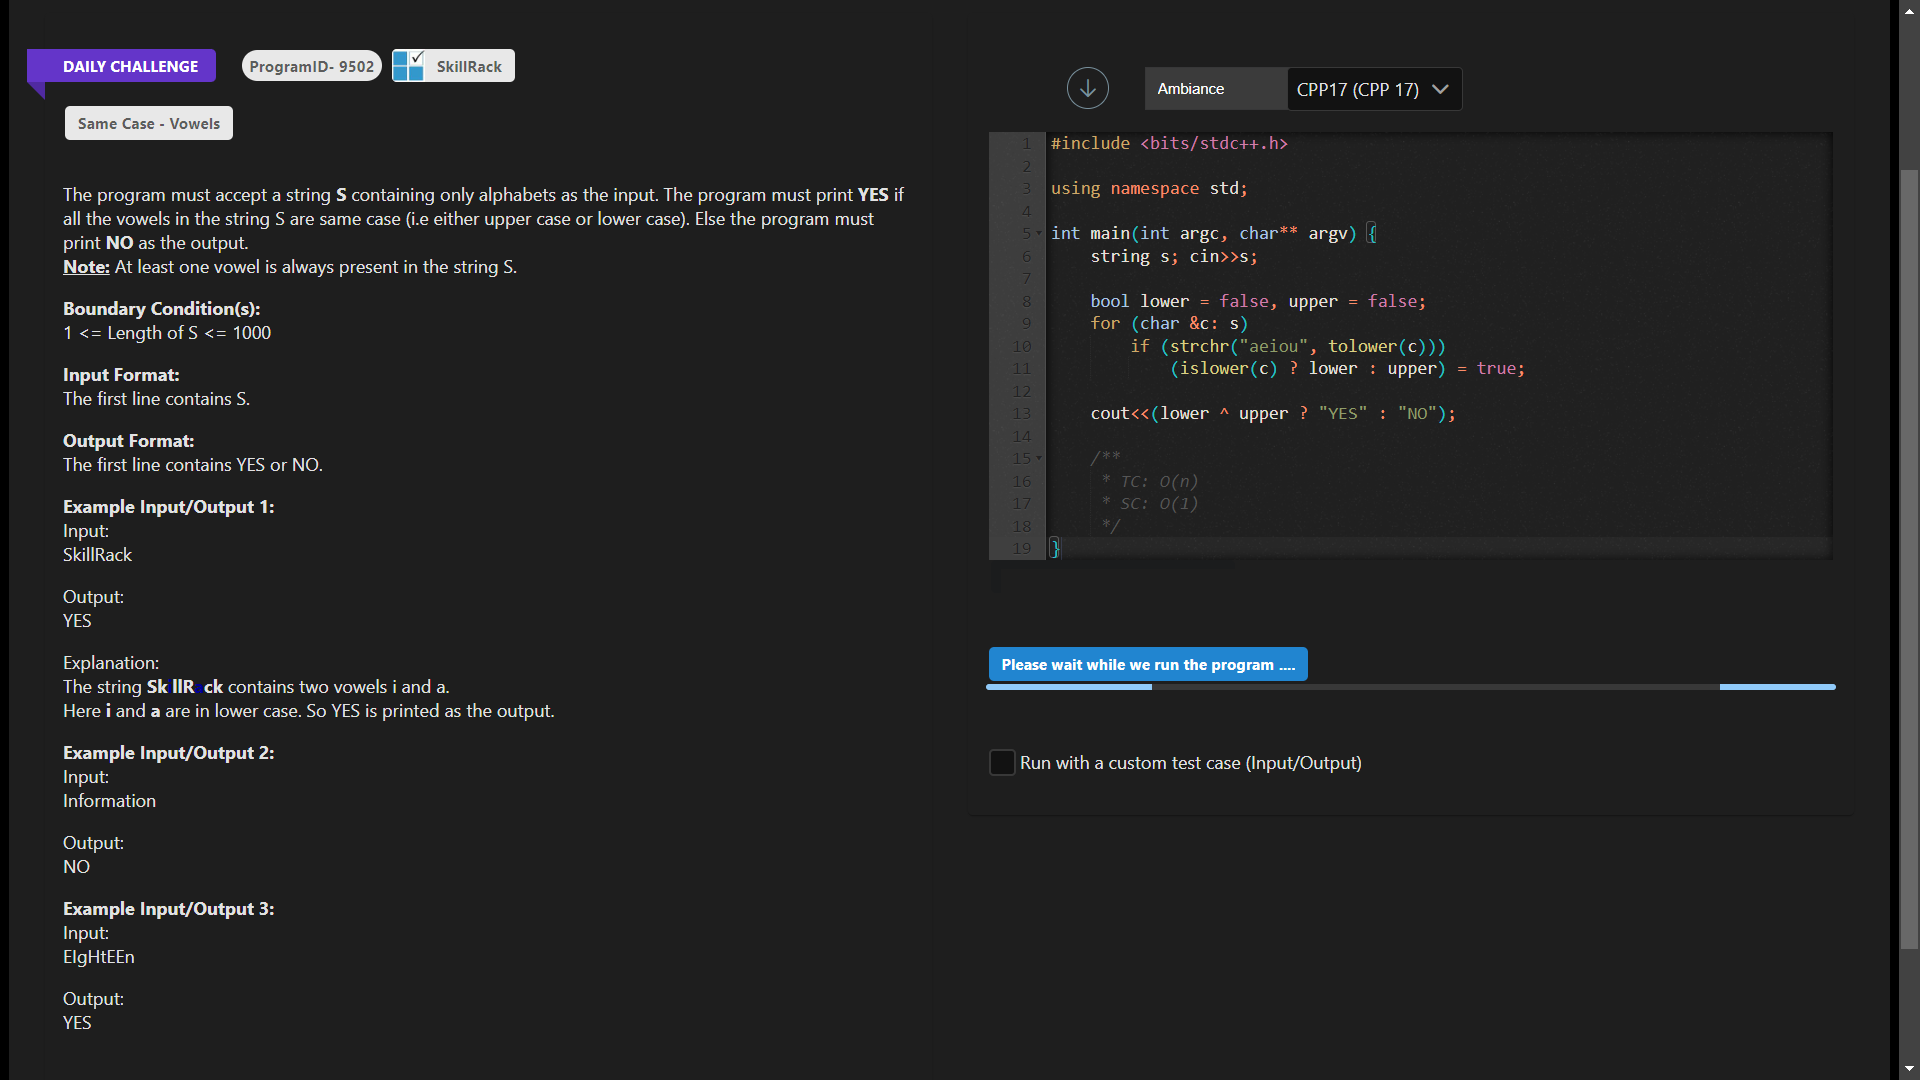 DAILY CHALLENGE
ProgramID- 9502
SkillRack
Same Case - Vowels
The program must accept a string S containing only alphabets as the input. The program must print YES if
all the vowels in the string S are same case (i.e either upper case or lower case). Else the program must
print NO as the output.
Note: At least one vowel is always present in the string S.
Boundary Condition(s):
1 <= Length of S <= 1000
Input Format:
The first line contains S.
Output Format:
The first line contains YES or NO.
Example Input/Output 1:
Input:
SkillRack
Output:
YES
Explanation:
The string SkillRack contains two vowels i and a.
Here i and a are in lower case. So YES is printed as the output.
Example Input/Output 2:
Input:
Information
Output:
NO
Example Input/Output 3:
Input:
EIgHtEEn
Output:
YES
Ambiance
CPP17 (CPP 17)
1 #include <bits/stdc++.h>
2
3 using namespace std;
4
5 int main(int argc, char** argv) {
6 string s; cin>>s;
7
8 bool lower = false, upper = false;
9 for (char &c: s)
10 if (strchr("aeiou", tolower(c)))
11 (islower(c) ? lower : upper) = true;
12
13 cout<<(lower ^ upper ? "YES" : "NO");
14
15 /**
16 * TC: O(n)
17 * SC: O(1)
18 */
19 }
Please wait while we run the program ....
Run with a custom test case (Input/Output)